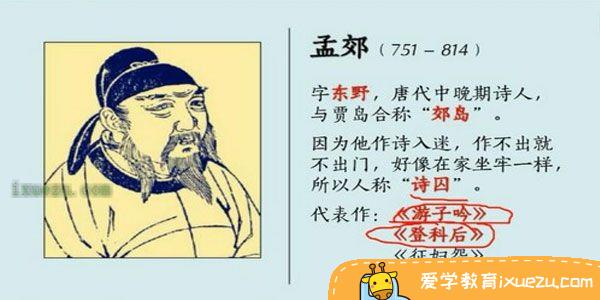 孟郊（751 – 814）
字东野，唐代中晚期诗人，
与贾岛合称“郊岛”。
因为他作诗入迷，作不出就
不出门，好像在家坐牢一样，
所以人称“诗囚”。
代表作：《游子吟》
《登科后》
《征妇怨》
ixuezu.com
爱学教育ixuezu.com